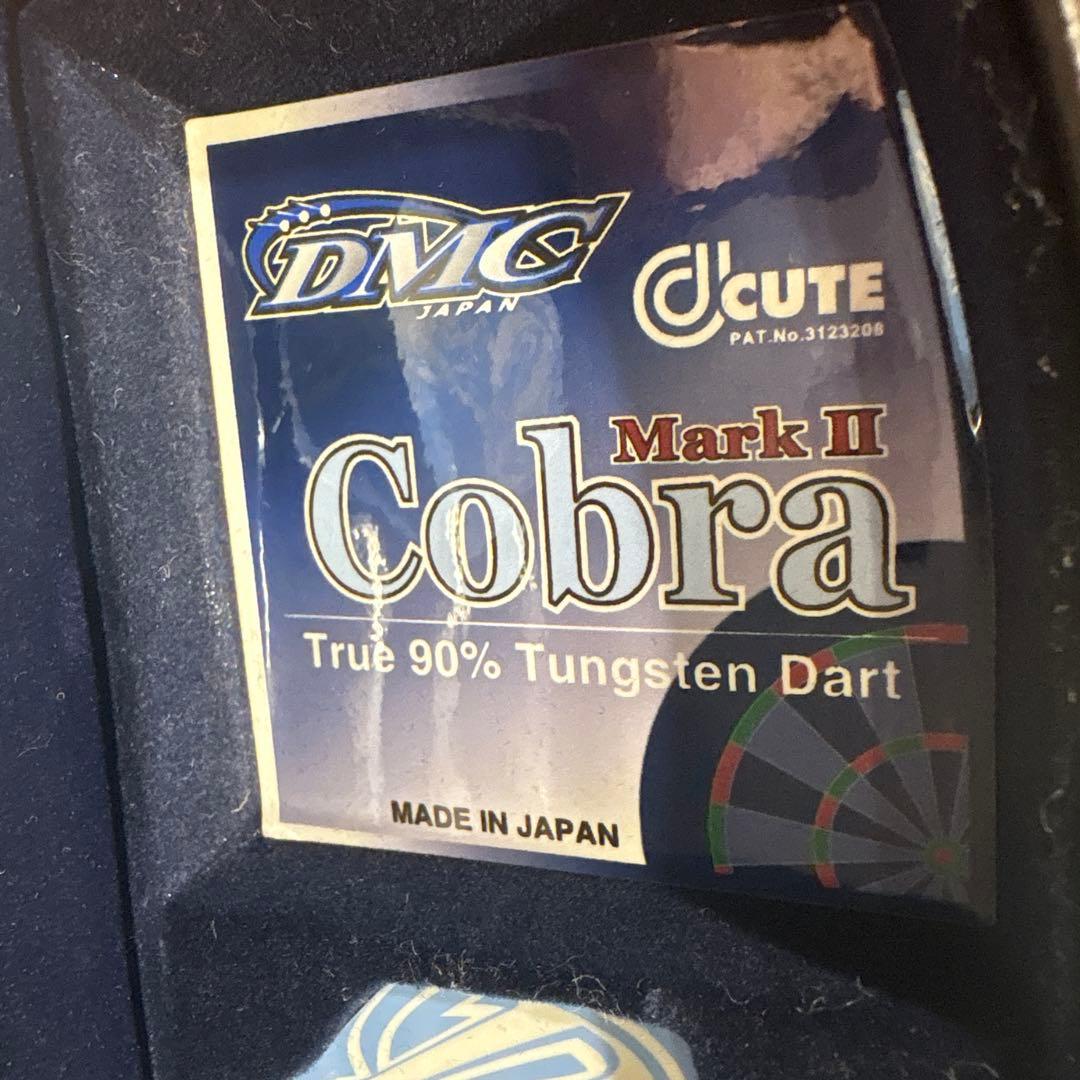 DMC
JAPAN
d'CUTE
PAT.No.3123208
Mark II
Cobra
True 90% Tungsten Dart
MADE IN JAPAN